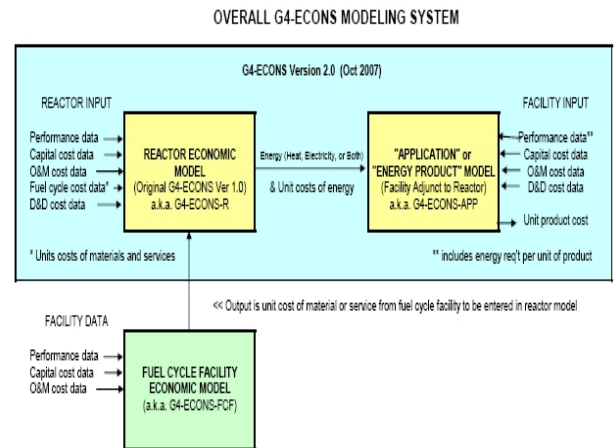 OVERALL G4-ECONS MODELING SYSTEM
G4-ECONS Version 2.0 (Oct 2007)
REACTOR INPUT
Performance data
Capital cost data
O&M cost data
Fuel cycle cost data*
D&D cost data
REACTOR ECONOMIC
MODEL
(Original G4-ECONS Ver 1.0)
a.k.a. G4-ECONS-R
Energy (Heat, Electricity, or Both)
& Unit costs of energy
"APPLICATION" or
"ENERGY PRODUCT" MODEL
(Facility Adjunct to Reactor)
a.k.a. G4-ECONS-APP
FACILITY INPUT
Performance data**
Capital cost data
O&M cost data
D&D cost data
Unit product cost
* Units costs of materials and services
** includes energy req't per unit of product
<< Output is unit cost of material or service from fuel cycle facility to be entered in reactor model
FACILITY DATA
Performance data
Capital cost data
O&M cost data
FUEL CYCLE FACILITY
ECONOMIC MODEL
(a.k.a. G4-ECONS-FCF)